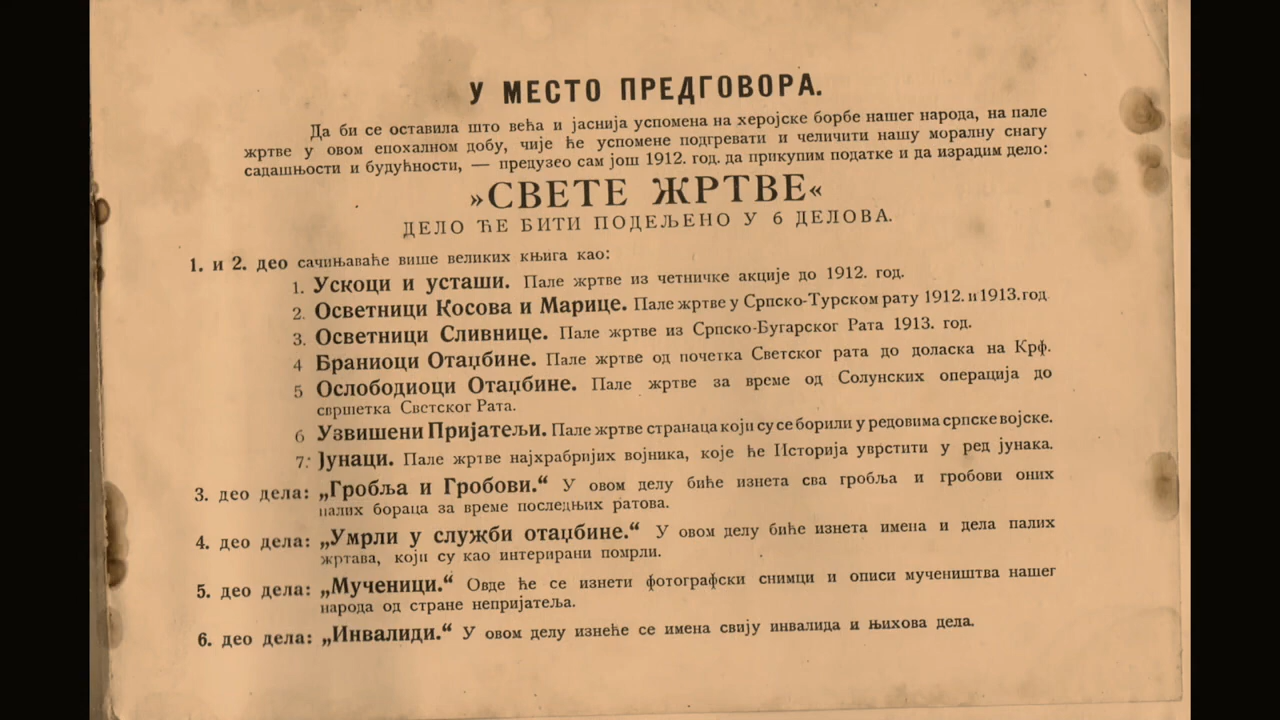 У МЕСТО ПРЕДГОВОРА.
Да би се оставила што већа и јаснија успомена на херојске борбе нашег народа, на пале
жртве у овом епохалном добу, чије ће успомене подгревати и челичити нашу моралну снагу
садашњости и будућности, — предузео сам још 1912. год. да прикупим податке и да израдим дело:
»СВЕТЕ ЖРТВЕ«
ДЕЛО ЋЕ БИТИ ПОДЕЉЕНО У 6 ДЕЛОВА.
1. и 2. део сачињаваће више великих књига као:
1. Ускоци и усташи. Пале жртве из четничке акције до 1912. год.
2. Осветници Косова и Марице. Пале жртве у Српско-Турском рату 1912. и 1913. год.
3. Осветници Сливнице. Пале жртве из Српско-Бугарског Рата 1913. год.
4 Браниоци Отаџбине. Пале жртве од почетка Светског рата до доласка на Крф.
5 Ослободиоци Отаџбине. Пале жртве за време од Солунских операција до
свршетка Светског Рата.
6 Узвишени Пријатељи. Пале жртве странаца који су се борили у редовима српске војске.
7. Јунаци. Пале жртве најхрабријих војника, које ће Историја уврстити у ред јунака.
3. део дела: „Гробља и Гробови.“ У овом делу биће изнета сва гробља и гробови оних
палих бораца за време последњих ратова.
4. део дела: „Умрли у служби отаџбине.“ У овом делу биће изнета имена и дела палих
жртава, који су као интерирани помрли.
5. део дела: „Мученици.“ Овде ће се изнети фотографски снимци и описи мучеништва нашег
народа од стране непријатеља.
6. део дела: „Инвалиди.“ У овом делу изнеће се имена свију инвалида и њихова дела.